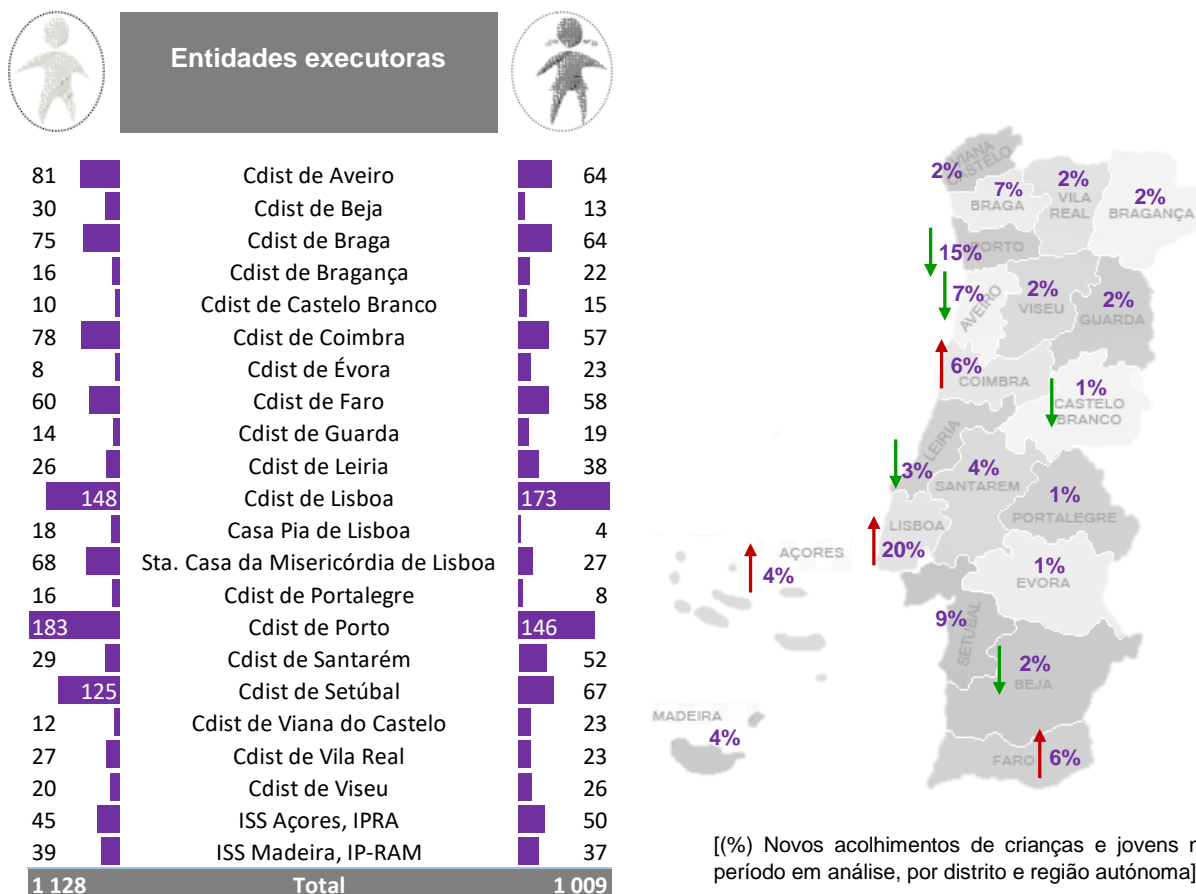 Entidades executoras
81 Cdist de Aveiro 64
30 Cdist de Beja 13
75 Cdist de Braga 64
16 Cdist de Bragança 22
10 Cdist de Castelo Branco 15
78 Cdist de Coimbra 57
8 Cdist de Évora 23
60 Cdist de Faro 58
14 Cdist de Guarda 19
26 Cdist de Leiria 38
148 Cdist de Lisboa 173
18 Casa Pia de Lisboa 4
68 Sta. Casa da Misericórdia de Lisboa 27
16 Cdist de Portalegre 8
183 Cdist de Porto 146
29 Cdist de Santarém 52
125 Cdist de Setúbal 67
12 Cdist de Viana do Castelo 23
27 Cdist de Vila Real 23
20 Cdist de Viseu 26
45 ISS Açores, IPRA 50
39 ISS Madeira, IP-RAM 37
1 128 Total 1 009
VIANA
CASTELO
2%
7%
BRAGA
2%
VILA
REAL
2%
BRAGANÇA
PORTO
15%
7%
AVEIRO
2%
VISEU
2%
GUARDA
6%
COIMBRA
1%
CASTELO
BRANCO
LEIRIA
3%
4%
SANTAREM
1%
PORTALEGRE
LISBOA
20%
AÇORES
4%
1%
EVORA
9%
SETUBAL
2%
BEJA
MADEIRA
4%
FARO 6%
[(%) Novos acolhimentos de crianças e jovens
período em análise, por distrito e região autónoma]